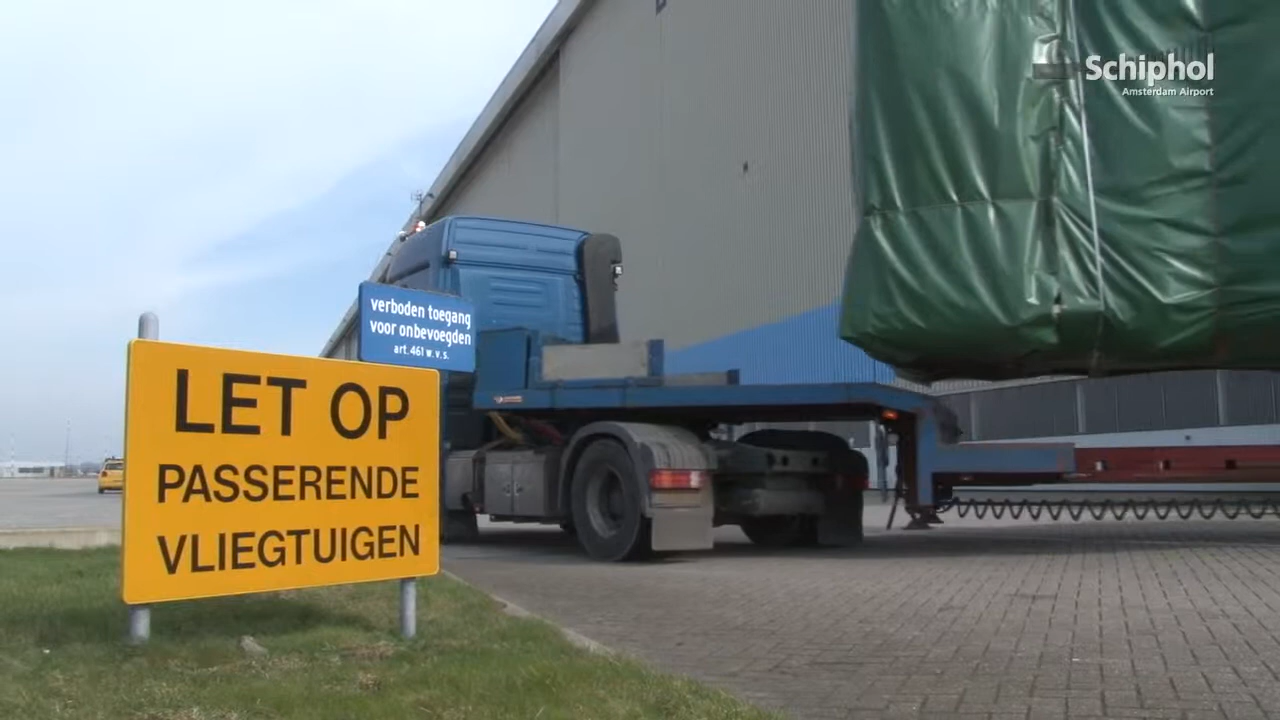 Schiphol
Amsterdam Airport
verboden toegang
voor onbevoegden
art. 461 w.v.s.
LET OP
PASSERENDE
VLIEGTUIGEN